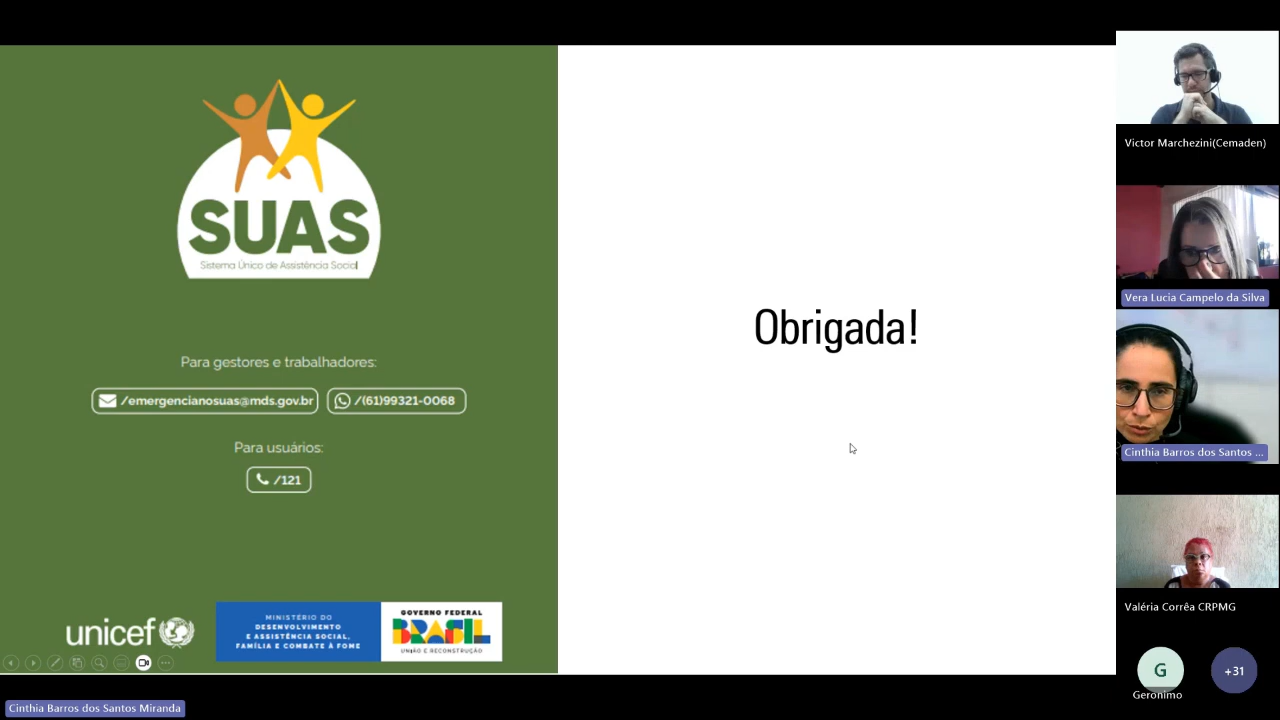 SUAS
Sistema Único de Assistência Social
Para gestores e trabalhadores:
/emergencianosuas@mds.gov.br
/(61)99321-0068
Para usuários:
/121
unicef
MINISTÉRIO DO
DESENVOLVIMENTO
E ASSISTÊNCIA SOCIAL,
FAMÍLIA E COMBATE À FOME
GOVERNO FEDERAL
BRASIL
UNIÃO E RECONSTRUÇÃO
Obrigada!
Victor Marchezini(Cemaden)
Vera Lucia Campelo da Silva
Cinthia Barros dos Santos ...
Valéria Corrêa CRPMG
G
Geronimo
+31
Cinthia Barros dos Santos Miranda